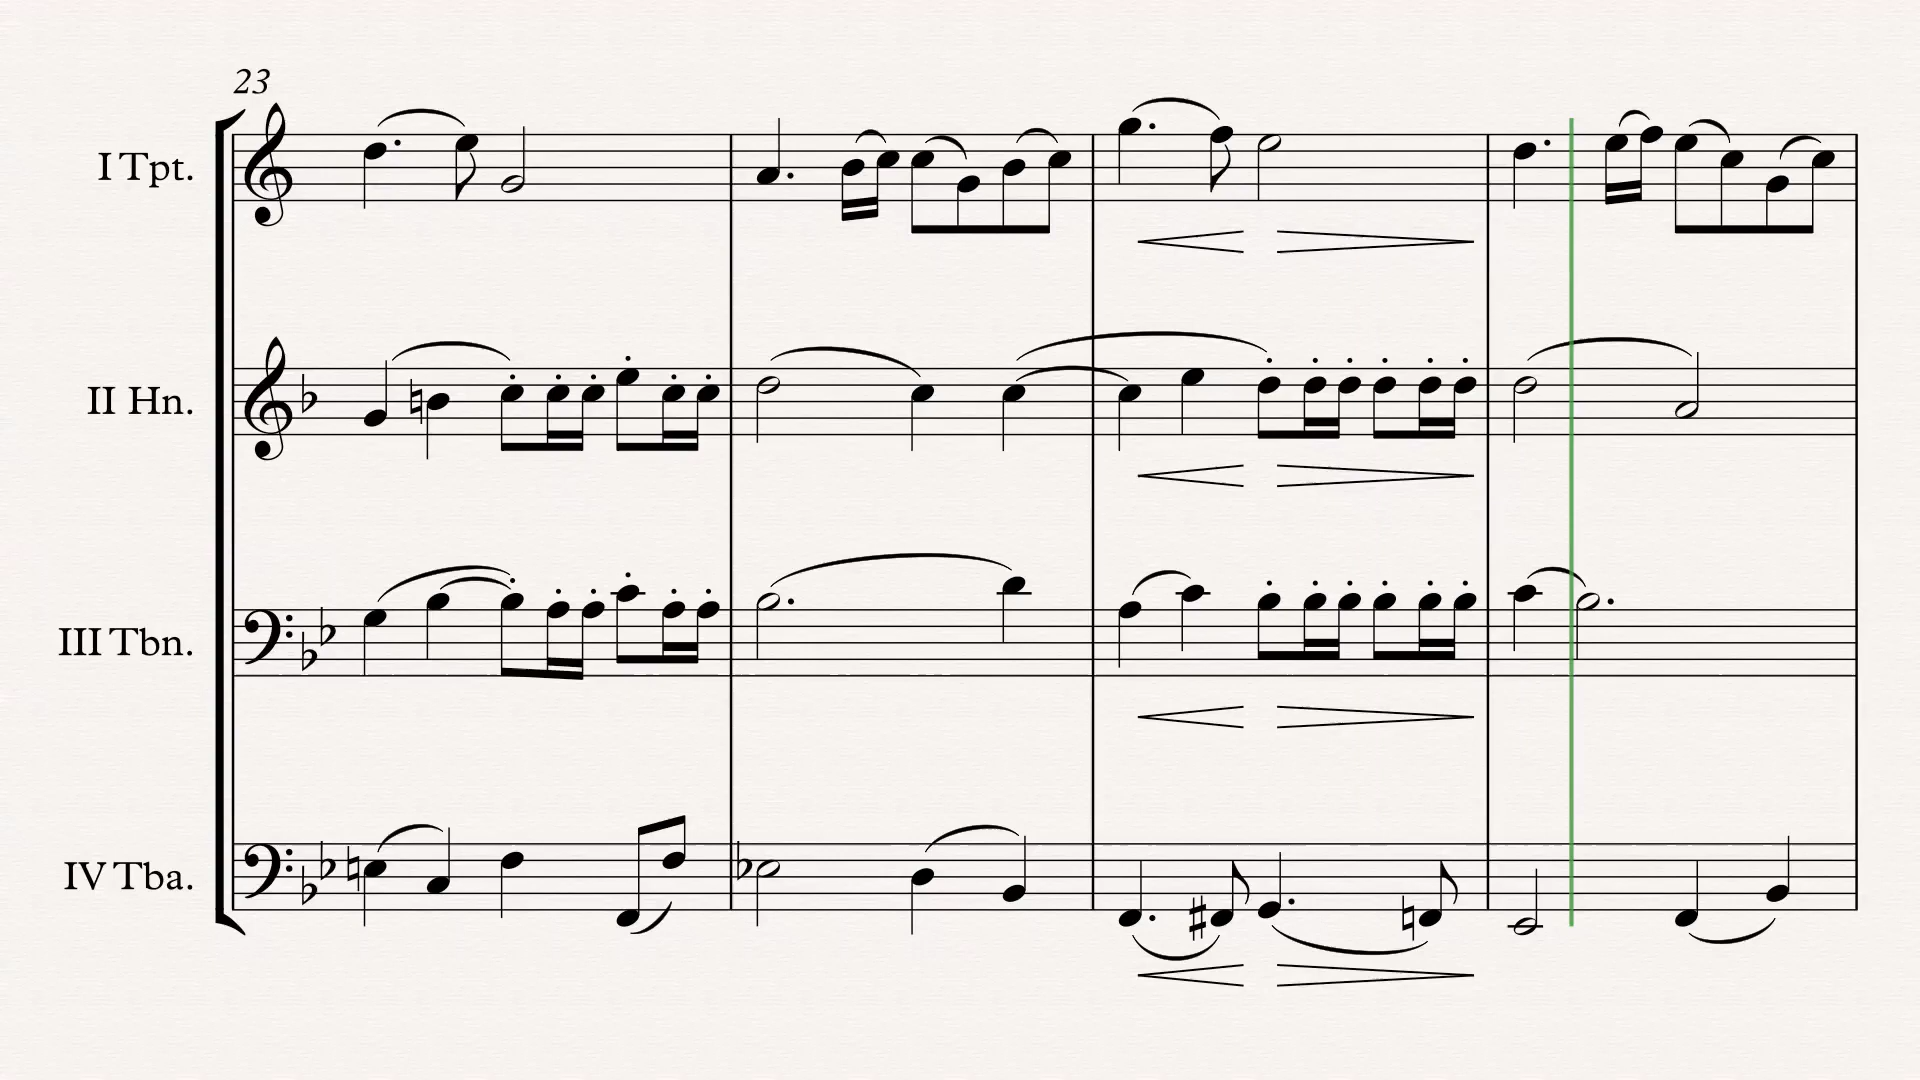 23
I Tpt.
II Hn.
III Tbn.
IV Tba.